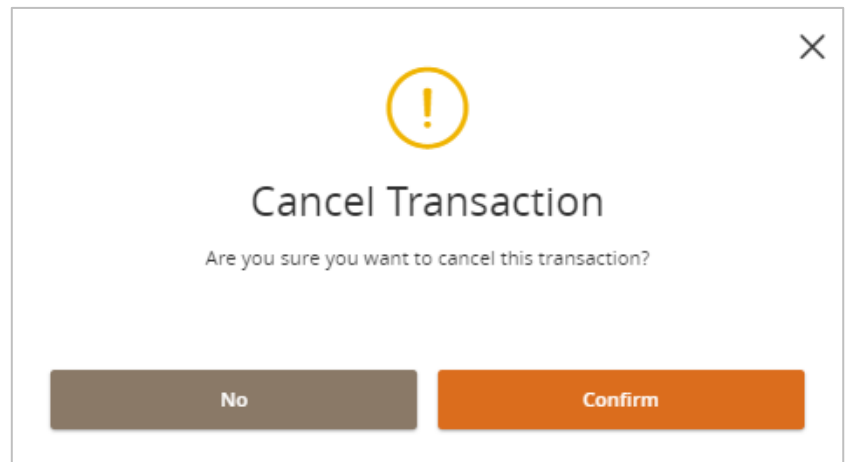 Cancel Transaction
Are you sure you want to cancel this transaction?
No
Confirm